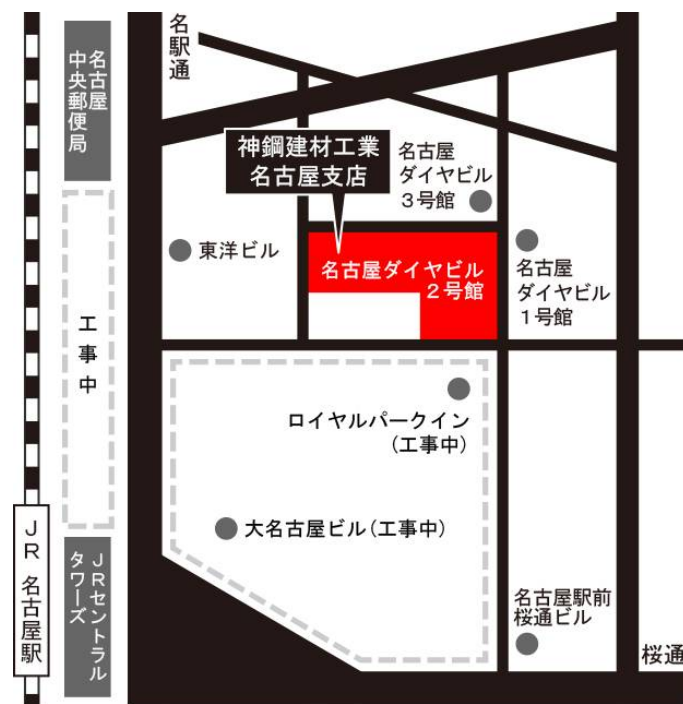 名駅通
名古屋
中央郵便局
神鋼建材工業
名古屋支店
名古屋
ダイヤビル
3号館
東洋ビル
名古屋ダイヤビル
2号館
名古屋
ダイヤビル
1号館
工事中
ロイヤルパークイン
(工事中)
大名古屋ビル(工事中)
JR 名古屋駅
JRセントラル
タワーズ
名古屋駅前
桜通ビル
桜通